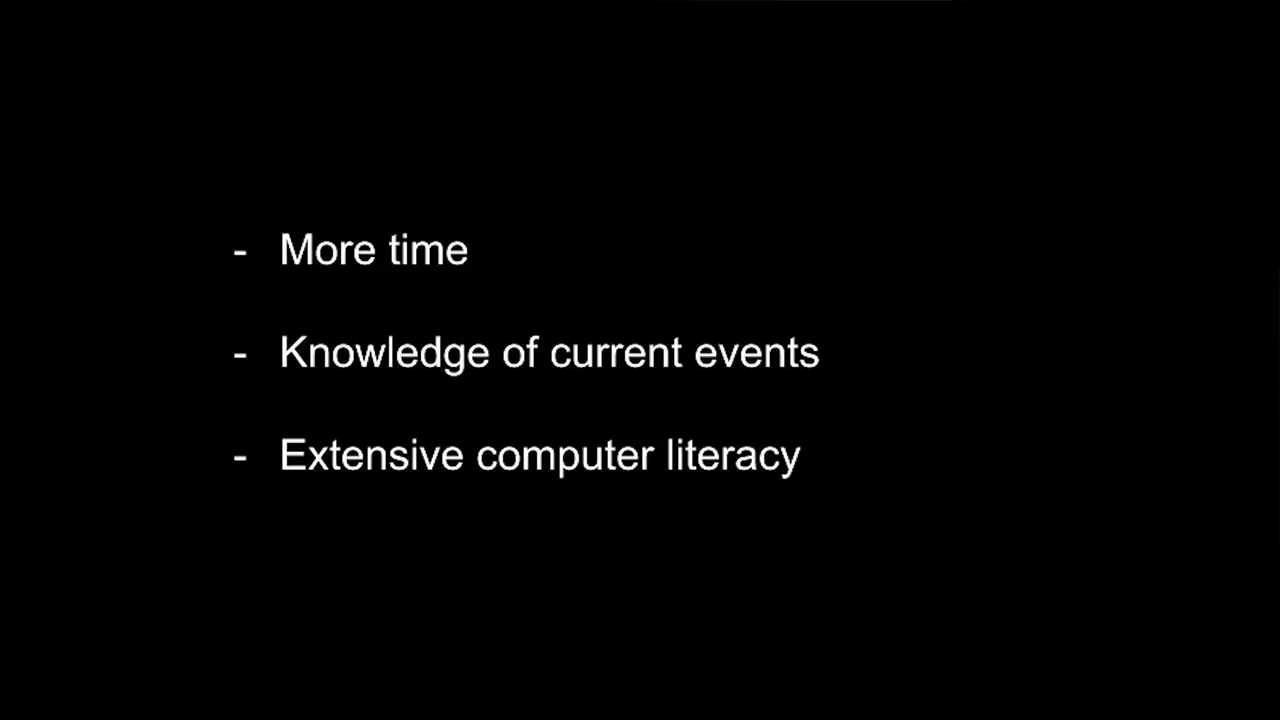 - More time
- Knowledge of current events
- Extensive computer literacy